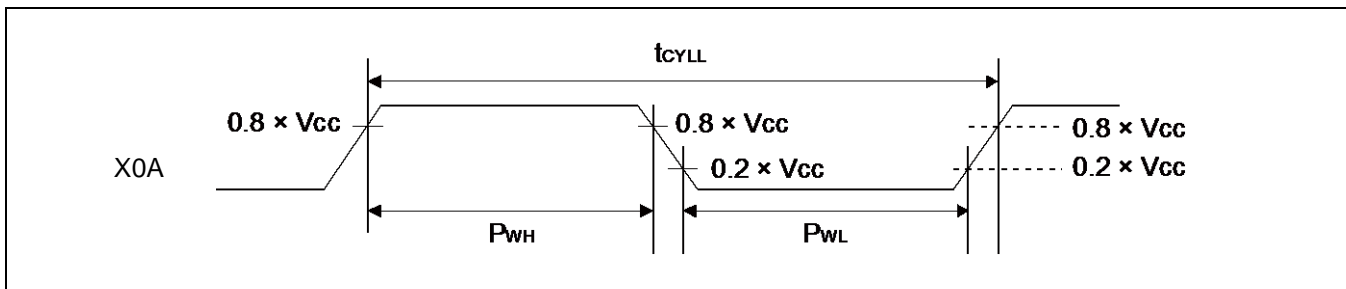 tCYLL
0.8 × Vcc
0.8 × Vcc
0.8 × Vcc
X0A
0.2 × Vcc
0.2 × Vcc
PWH
PWL